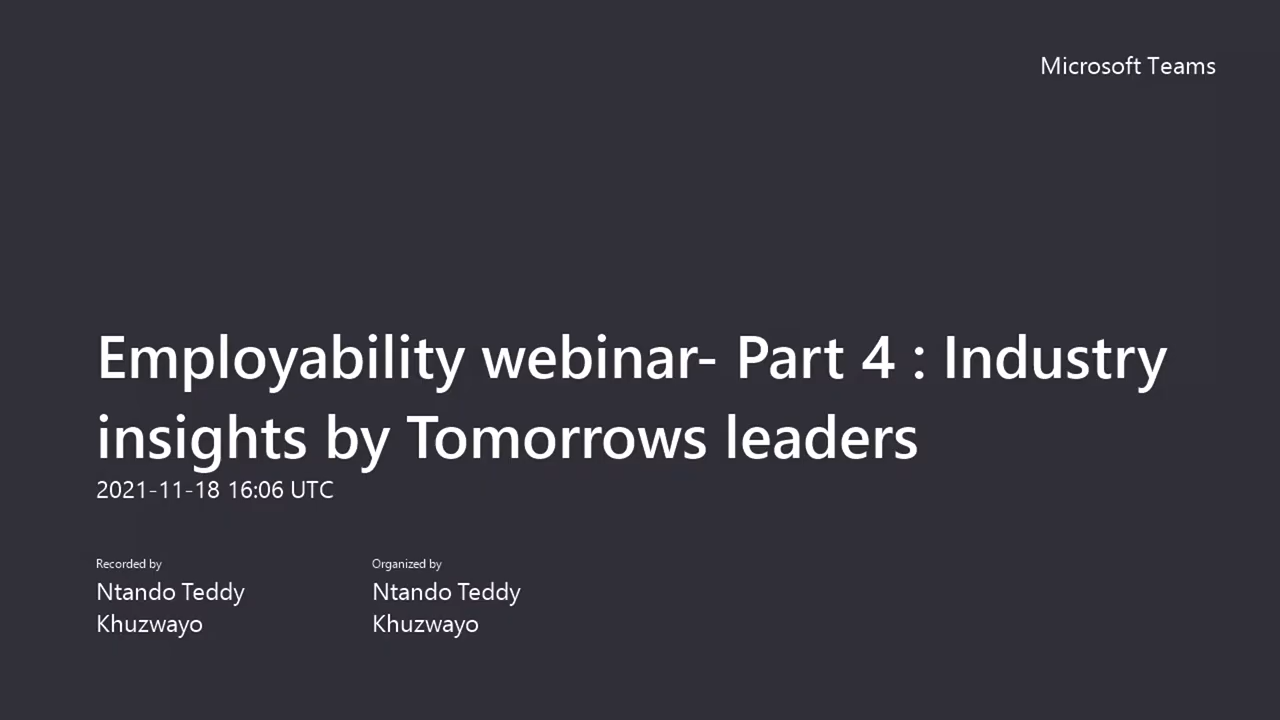 Microsoft Teams
Employability webinar- Part 4 : Industry
insights by Tomorrows leaders
2021-11-18 16:06 UTC
Recorded by
Ntando Teddy
Khuzwayo
Organized by
Ntando Teddy
Khuzwayo